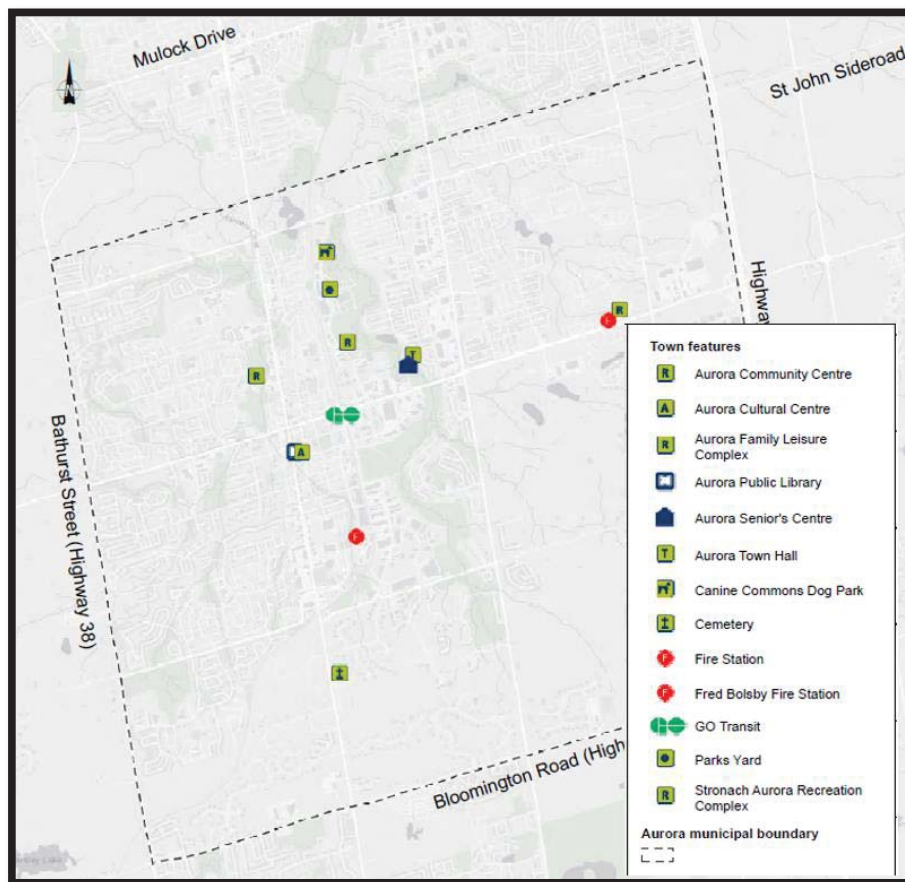 Mulock Drive
St John Sideroad
Highway
R
F
R
T
R
A
Bathurst Street (Highway 38)
F
Bloomington Road (High
Town features
R Aurora Community Centre
A Aurora Cultural Centre
R Aurora Family Leisure
Complex
Aurora Public Library
Aurora Senior's Centre
T Aurora Town Hall
Canine Commons Dog Park
Cemetery
F Fire Station
F Fred Bolsby Fire Station
GO GO Transit
Parks Yard
R Stronach Aurora Recreation
Complex
Aurora municipal boundary